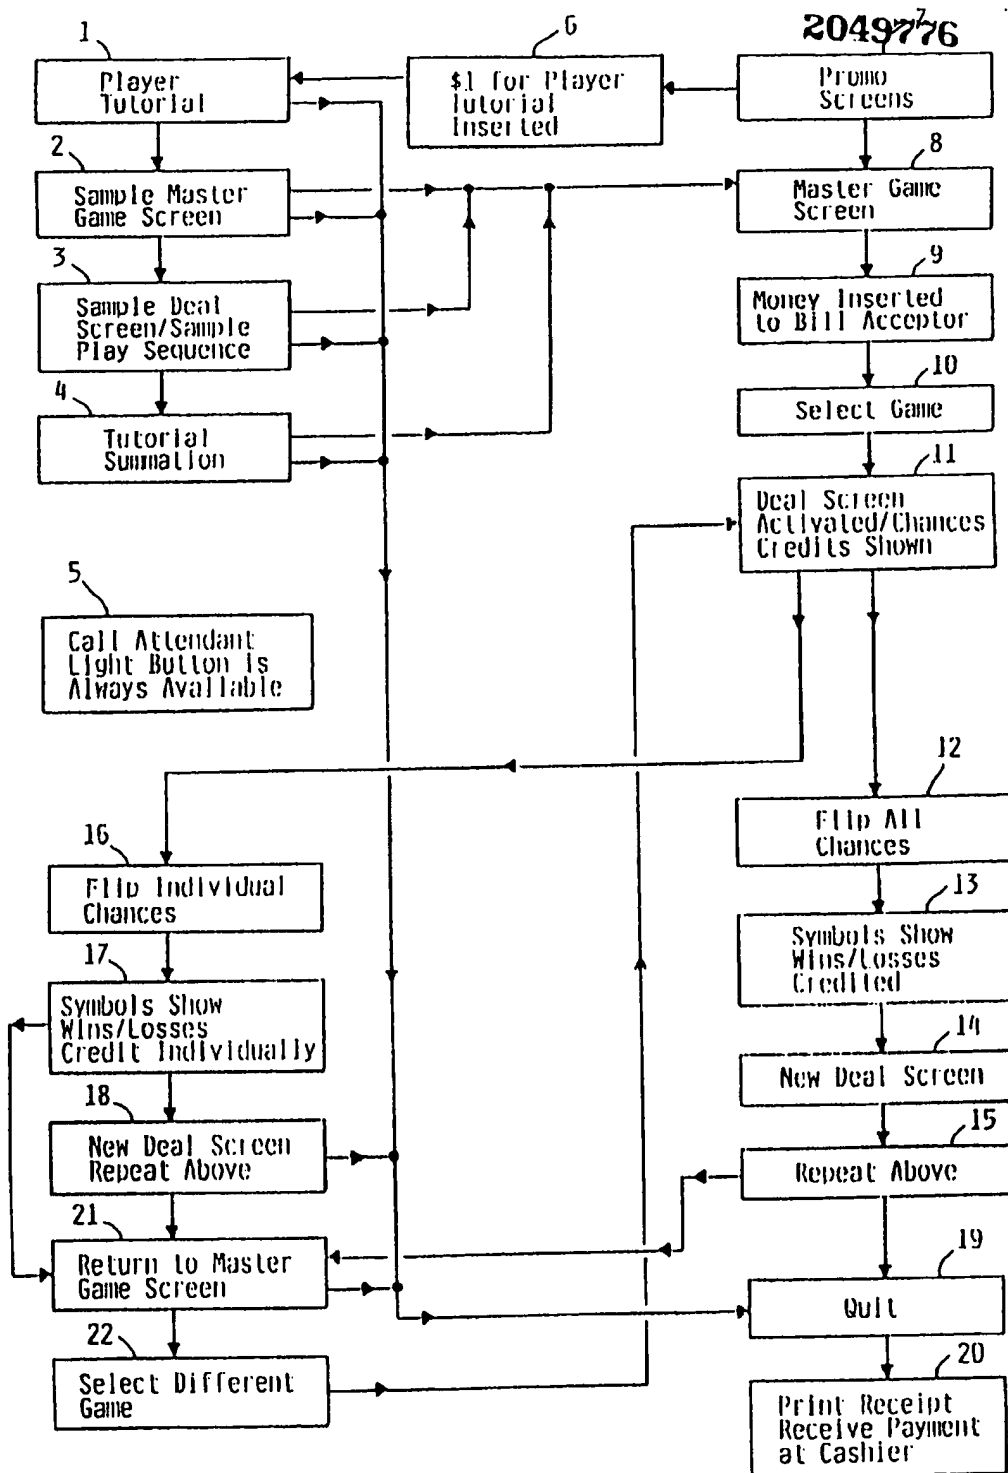 2049776
7
1
Player
Tutorial
6
$1 for Player
Tutorial
Inserted
Promo
Screens
2
Sample Master
Game Screen
8
Master Game
Screen
3
Sample Deal
Screen/Sample
Play Sequence
9
Money Inserted
to Bill Acceptor
10
Select Game
4
Tutorial
Summation
11
Deal Screen
Activated/Chances
Credits Shown
5
Call Attendant
Light Button is
Always Available
12
Flip All
Chances
16
Flip Individual
Chances
13
Symbols Show
Wins/Losses
Credited
17
Symbols Show
Wins/Losses
Credit Individually
14
New Deal Screen
18
New Deal Screen
Repeat Above
15
Repeat Above
21
Return to Master
Game Screen
19
Quit
22
Select Different
Game
20
Print Receipt
Receive Payment
at Cashier